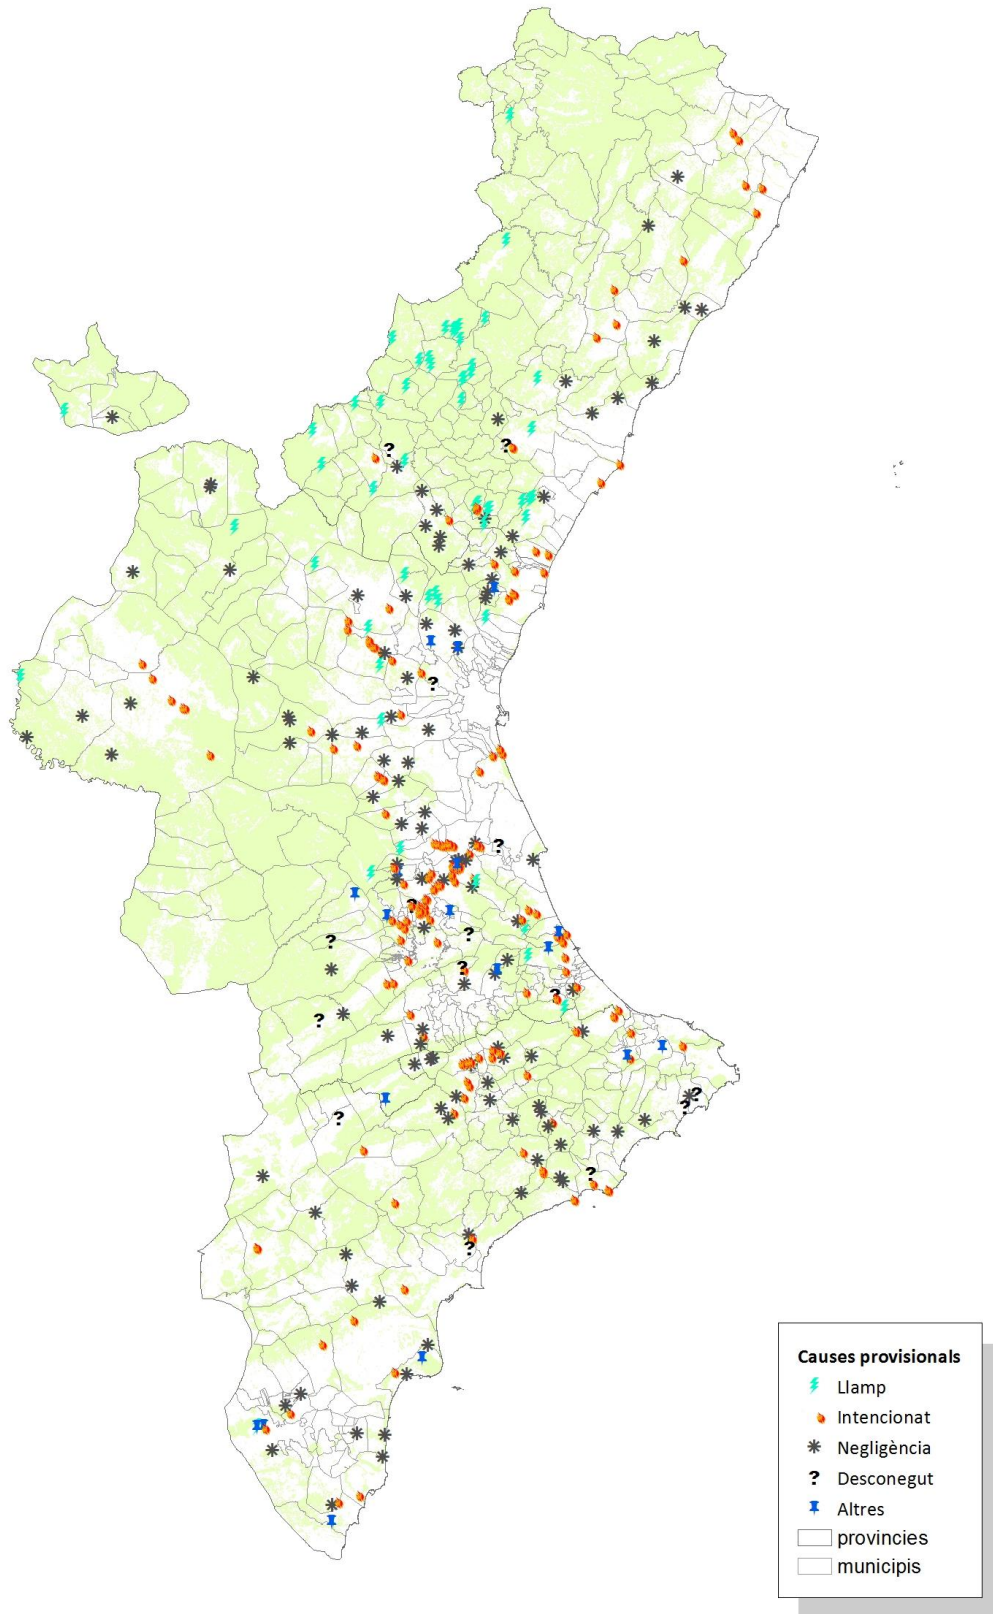 Causes provisionals
Llamp
Intencionat
Negligència
? Desconegut
Altres
provincies
municipis